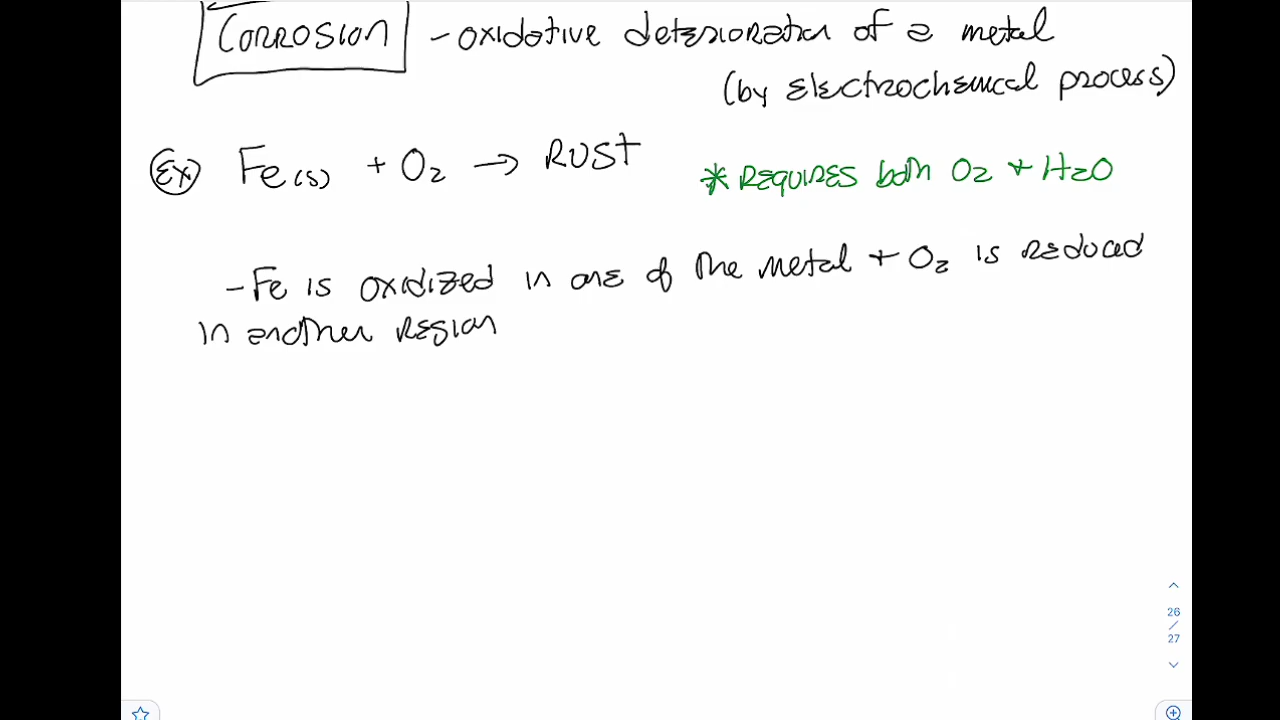 CORROSION - oxidative deterioration of a metal
(by electrochemical process)
Ex Fe(s) + O2 → RUST * REQUIRES both O2 + H2O
- Fe is oxidized in one of the metal + O2 is reduced
in another region
26
/
27